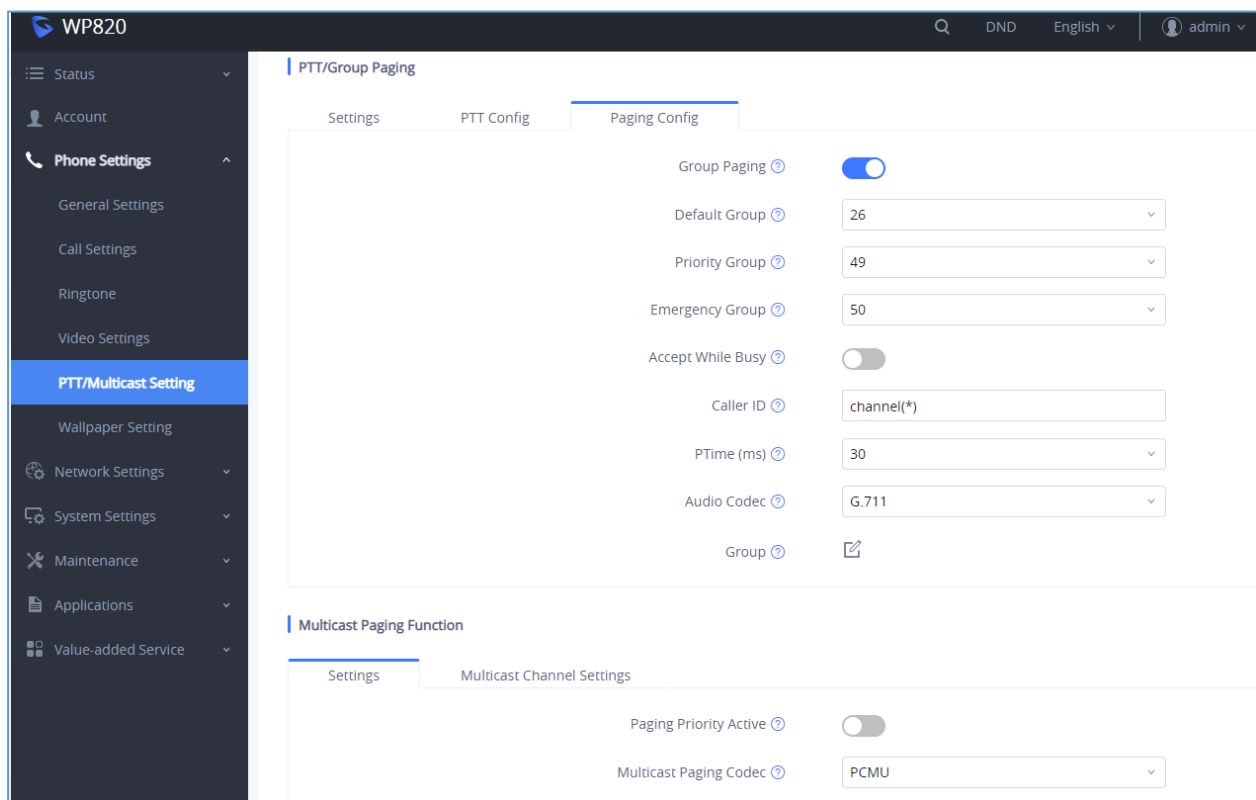 WP820
DND
English
admin
Status
Account
Phone Settings
General Settings
Call Settings
Ringtone
Video Settings
PTT/Multicast Setting
Wallpaper Setting
Network Settings
System Settings
Maintenance
Applications
Value-added Service
PTT/Group Paging
Settings
PTT Config
Paging Config
Group Paging ?
Default Group ? 26
Priority Group ? 49
Emergency Group ? 50
Accept While Busy ?
Caller ID ? channel(*)
PTime (ms) ? 30
Audio Codec ? G.711
Group ?
Multicast Paging Function
Settings
Multicast Channel Settings
Paging Priority Active ?
Multicast Paging Codec ? PCMU